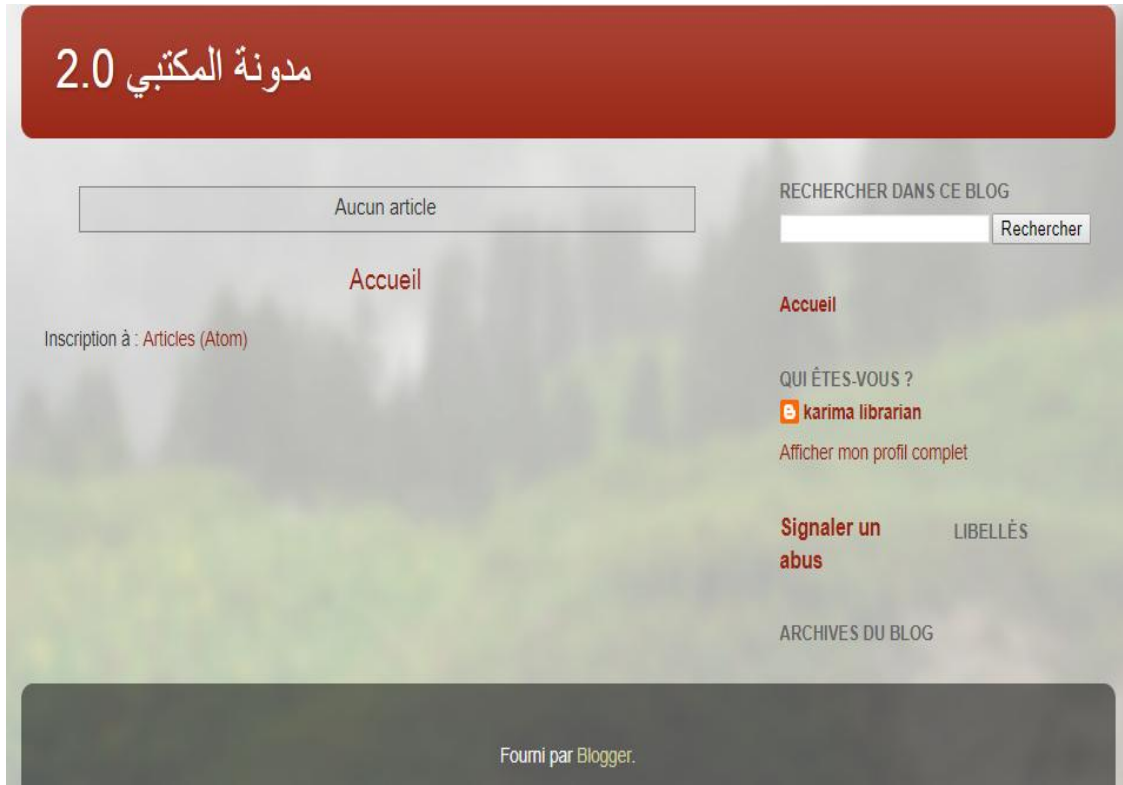 مدونة المكتبي 2.0
Aucun article
Accueil
Inscription à : Articles (Atom)
RECHERCHER DANS CE BLOG
Rechercher
Accueil
QUI ÊTES-VOUS ?
karima librarian
Afficher mon profil complet
Signaler un
abus
LIBELLÉS
ARCHIVES DU BLOG
Fourni par Blogger.